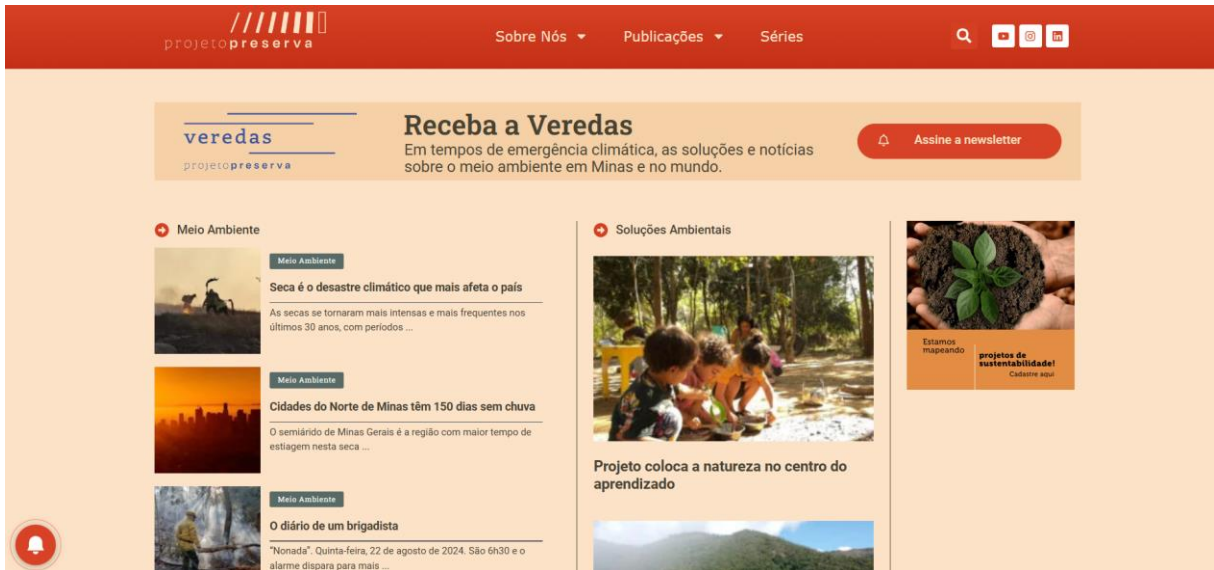 projetopreserva
Sobre Nós
Publicações
Séries
veredas
projetopreserva
Receba a Veredas
Em tempos de emergência climática, as soluções e notícias
sobre o meio ambiente em Minas e no mundo.
Assine a newsletter
Meio Ambiente
Meio Ambiente
Seca é o desastre climático que mais afeta o país
As secas se tornaram mais intensas e mais frequentes nos
últimos 30 anos, com períodos ...
Meio Ambiente
Cidades do Norte de Minas têm 150 dias sem chuva
O semiárido de Minas Gerais é a região com maior tempo de
estiagem nesta seca ...
Meio Ambiente
O diário de um brigadista
"Nonada". Quinta-feira, 22 de agosto de 2024. São 6h30 e o
alarme dispara para mais ...
Soluções Ambientais
Projeto coloca a natureza no centro do
aprendizado
Estamos
mapeando
projetos de
sustentabilidade!
Cadastre aqui